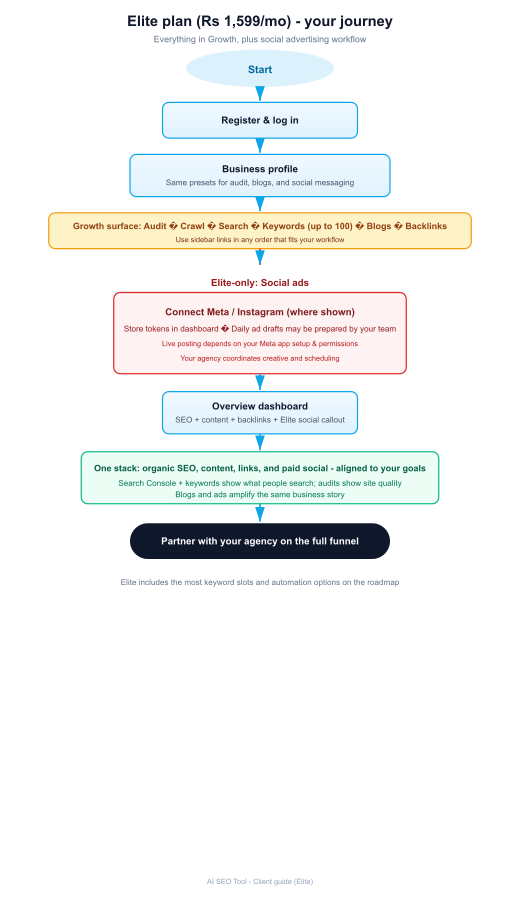 Elite plan (Rs 1,599/mo) - your journey
Everything in Growth, plus social advertising workflow
Start
Register & log in
Business profile
Same presets for audit, blogs, and social messaging
Growth surface: Audit � Crawl � Search � Keywords (up to 100) � Blogs � Backlinks
Use sidebar links in any order that fits your workflow
Elite-only: Social ads
Connect Meta / Instagram (where shown)
Store tokens in dashboard � Daily ad drafts may be prepared by your team
Live posting depends on your Meta app setup & permissions
Your agency coordinates creative and scheduling
Overview dashboard
SEO + content + backlinks + Elite social callout
One stack: organic SEO, content, links, and paid social - aligned to your goals
Search Console + keywords show what people search; audits show site quality
Blogs and ads amplify the same business story
Partner with your agency on the full funnel
Elite includes the most keyword slots and automation options on the roadmap
AI SEO Tool - Client guide (Elite)